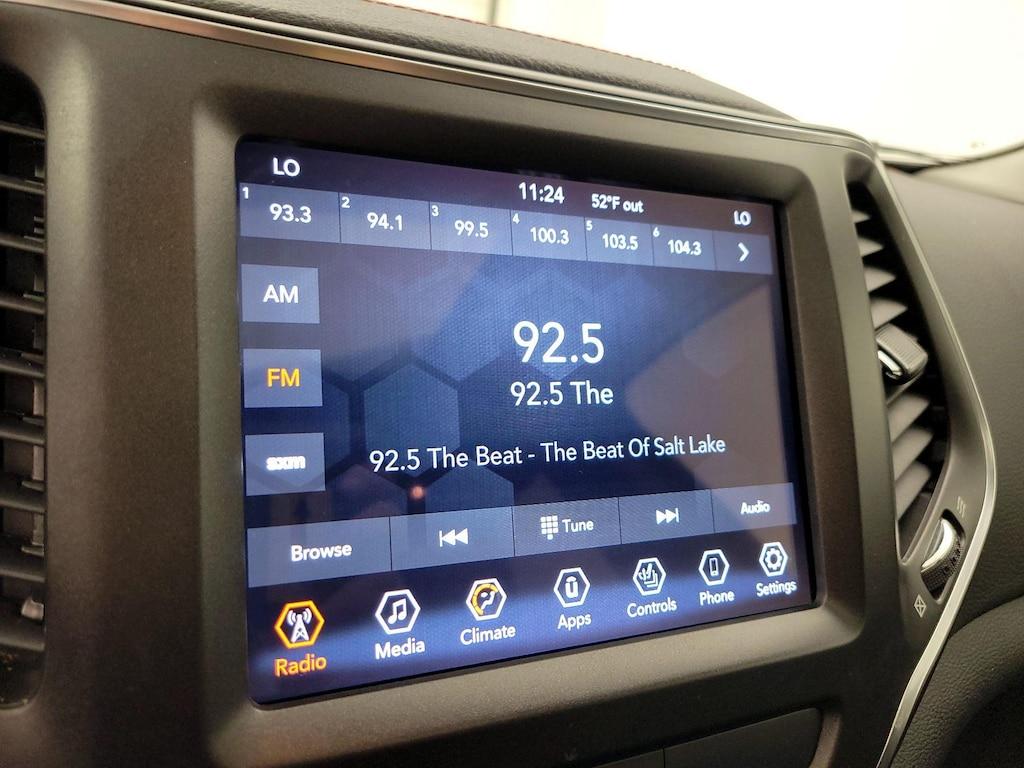 LO 11:24 52°F out LO
1 93.3 2 94.1 3 99.5 4 100.3 5 103.5 6 104.3
AM
92.5
FM
92.5 The
sxm
92.5 The Beat - The Beat Of Salt Lake
Browse Tune Audio
Radio Media Climate Apps Controls Phone Settings